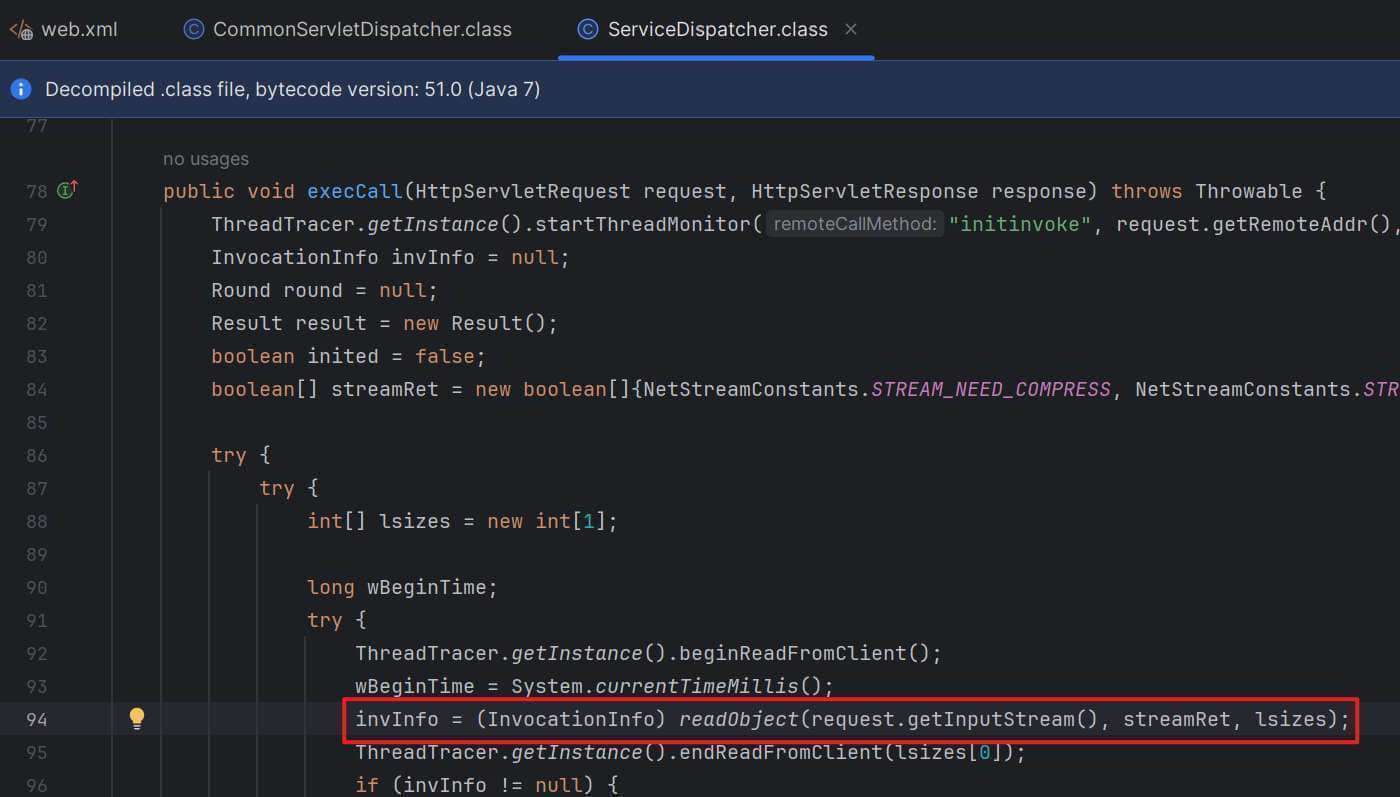 web.xml CommonServletDispatcher.class ServiceDispatcher.class
Decompiled .class file, bytecode version: 51.0 (Java 7)
77
no usages
78 public void execCall(HttpServletRequest request, HttpServletResponse response) throws Throwable {
79 ThreadTracer.getInstance().startThreadMonitor( remoteCallMethod: "initinvoke", request.getRemoteAddr(),
80 InvocationInfo invInfo = null;
81 Round round = null;
82 Result result = new Result();
83 boolean inited = false;
84 boolean[] streamRet = new boolean[]{NetStreamConstants.STREAM_NEED_COMPRESS, NetStreamConstants.STR
85
86 try {
87 try {
88 int[] lsizes = new int[1];
89
90 long wBeginTime;
91 try {
92 ThreadTracer.getInstance().beginReadFromClient();
93 wBeginTime = System.currentTimeMillis();
94 invInfo = (InvocationInfo) readObject(request.getInputStream(), streamRet, lsizes);
95 ThreadTracer.getInstance().endReadFromClient(lsizes[0]);
96 if (invInfo != null) {